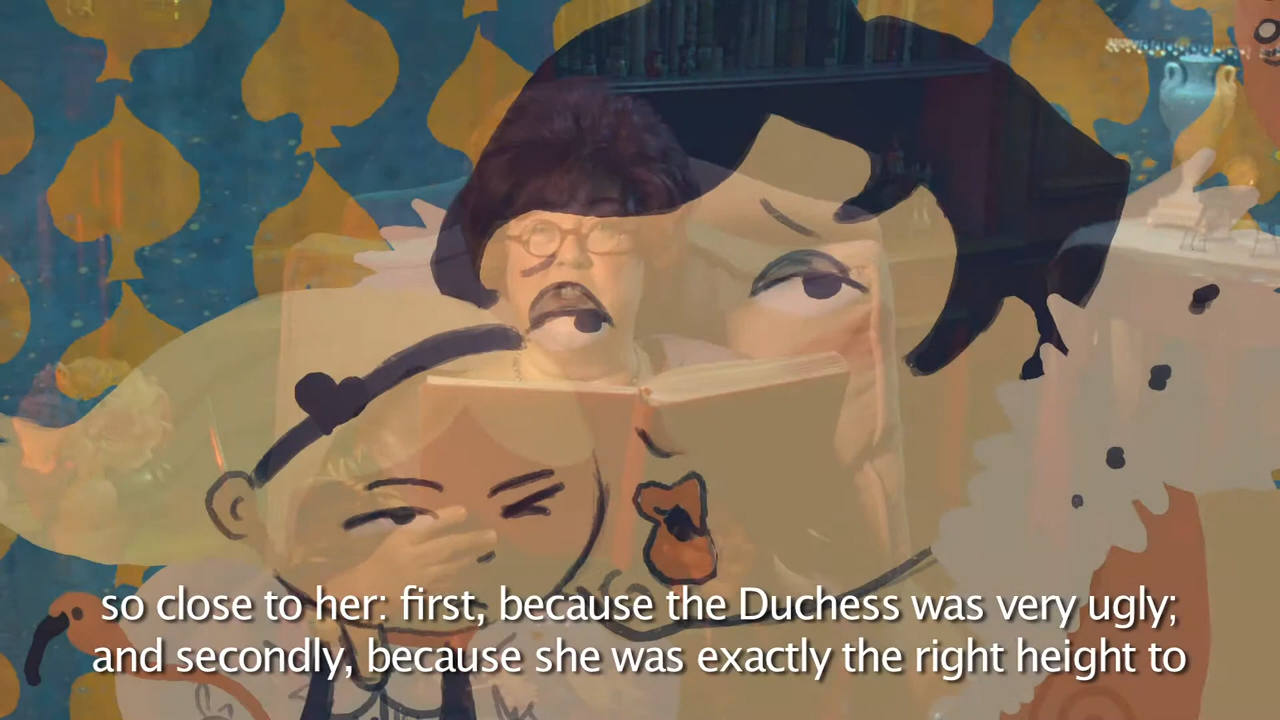 so close to her: first, because the Duchess was very ugly;
and secondly, because she was exactly the right height to